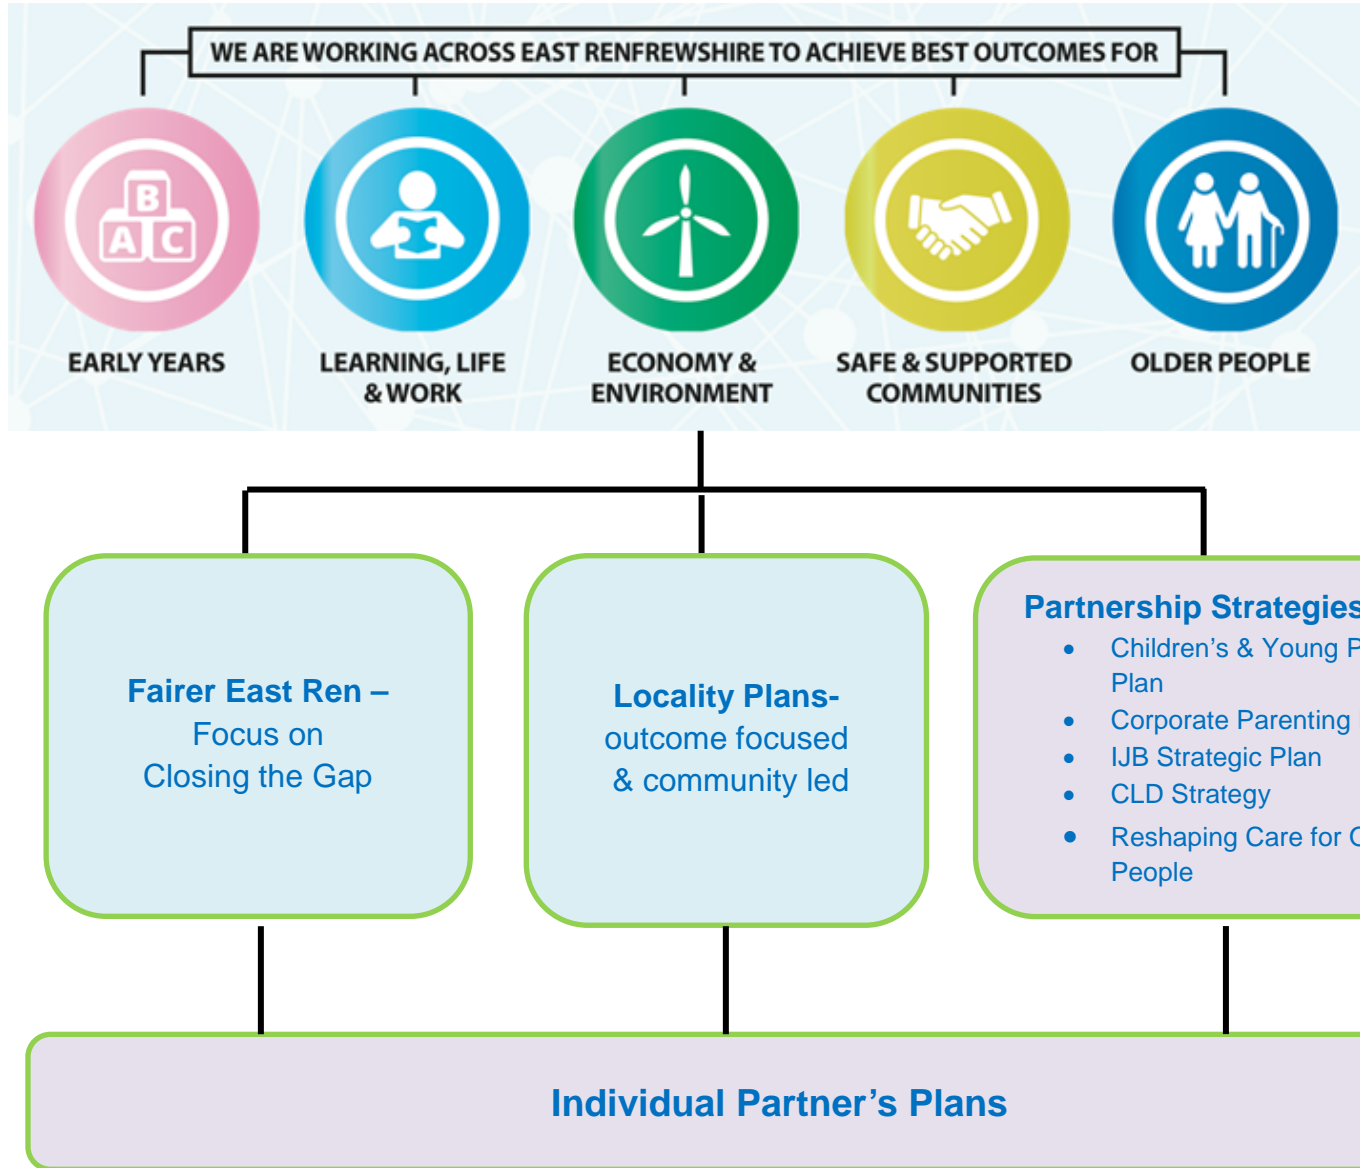 WE ARE WORKING ACROSS EAST RENFREWSHIRE TO ACHIEVE BEST OUTCOMES FOR
B
A C
EARLY YEARS
LEARNING, LIFE
& WORK
ECONOMY &
ENVIRONMENT
SAFE & SUPPORTED
COMMUNITIES
OLDER PEOPLE
Fairer East Ren –
Focus on
Closing the Gap
Locality Plans-
outcome focused
& community led
Partnership Strategies
• Children’s & Young
Plan
• Corporate Parenting
• IJB Strategic Plan
• CLD Strategy
• Reshaping Care for
People
Individual Partner’s Plans